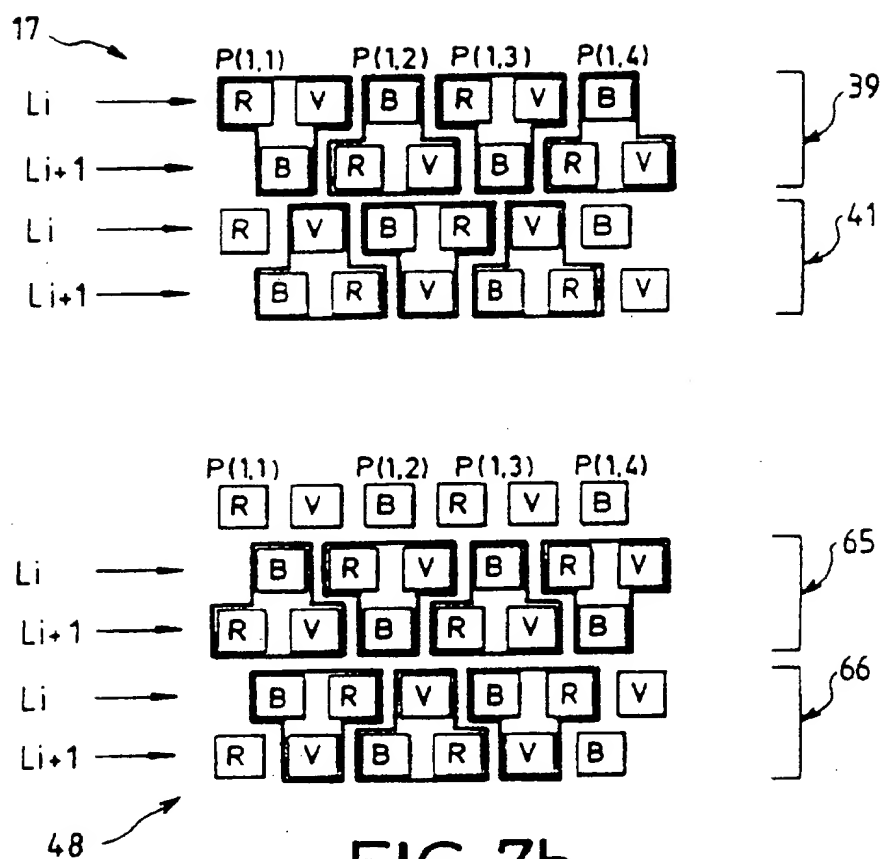 17
P(1,1) P(1,2) P(1,3) P(1,4)
Li R V B R V B 39
Li+1 B R V B R V
Li R V B R V B 41
Li+1 B R V B R V
P(1,1) P(1,2) P(1,3) P(1,4)
R V B R V B
Li B R V B R V 65
Li+1 R V B R V B
Li B R V B R V 66
Li+1 R V B R V B
48
FIG 7b